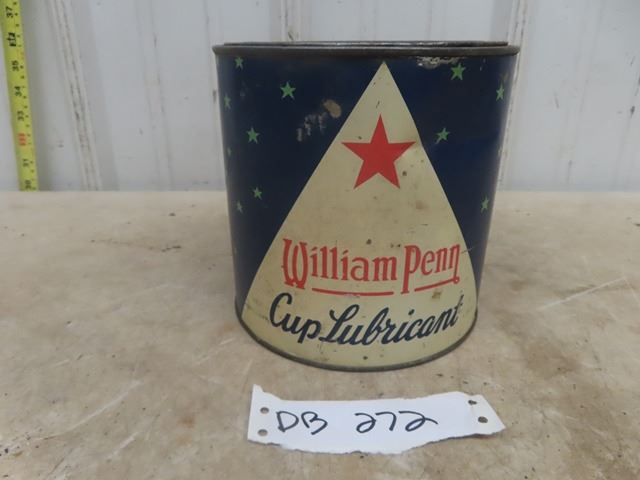 William Penn
Cup Lubricant
DB 272